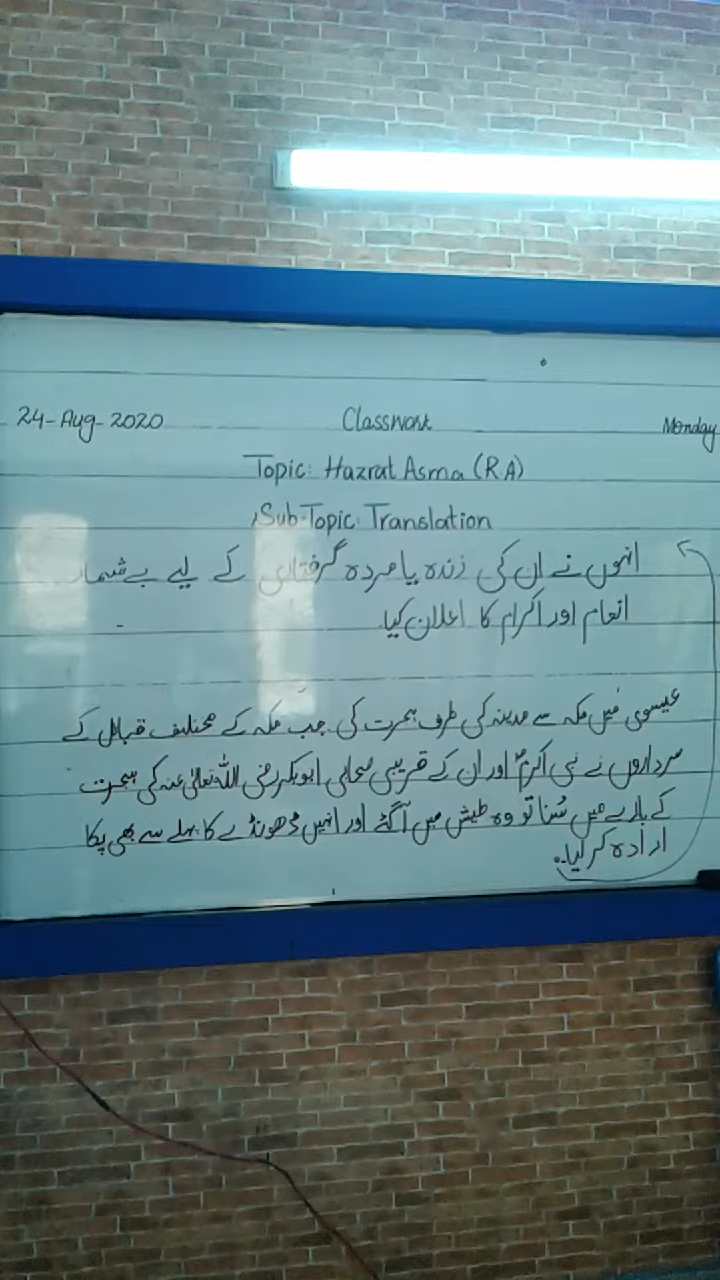 24-Aug-2020 Classwork Monday
Topic: Hazrat Asma (R.A)
Sub-Topic: Translation
انہوں نے ان کی زندہ یا مردہ گرفتاری کے لیے بے شمار
انعام اور اکرام کا اعلان کیا۔
عیسوی میں مکہ سے مدینہ کی طرف ہجرت کی جب مکہ کے مختلف قبائل کے
سرداروں نے نبی اکرمؐ اور ان کے قریبی صحابی ابوبکر رضی اللہ تعالیٰ عنہ کی ہجرت
کے بارے میں سُنا تو وہ طیش میں آگئے اور انہیں ڈھونڈنے کا پہلے سے بھی پکا
ارادہ کر لیا۔